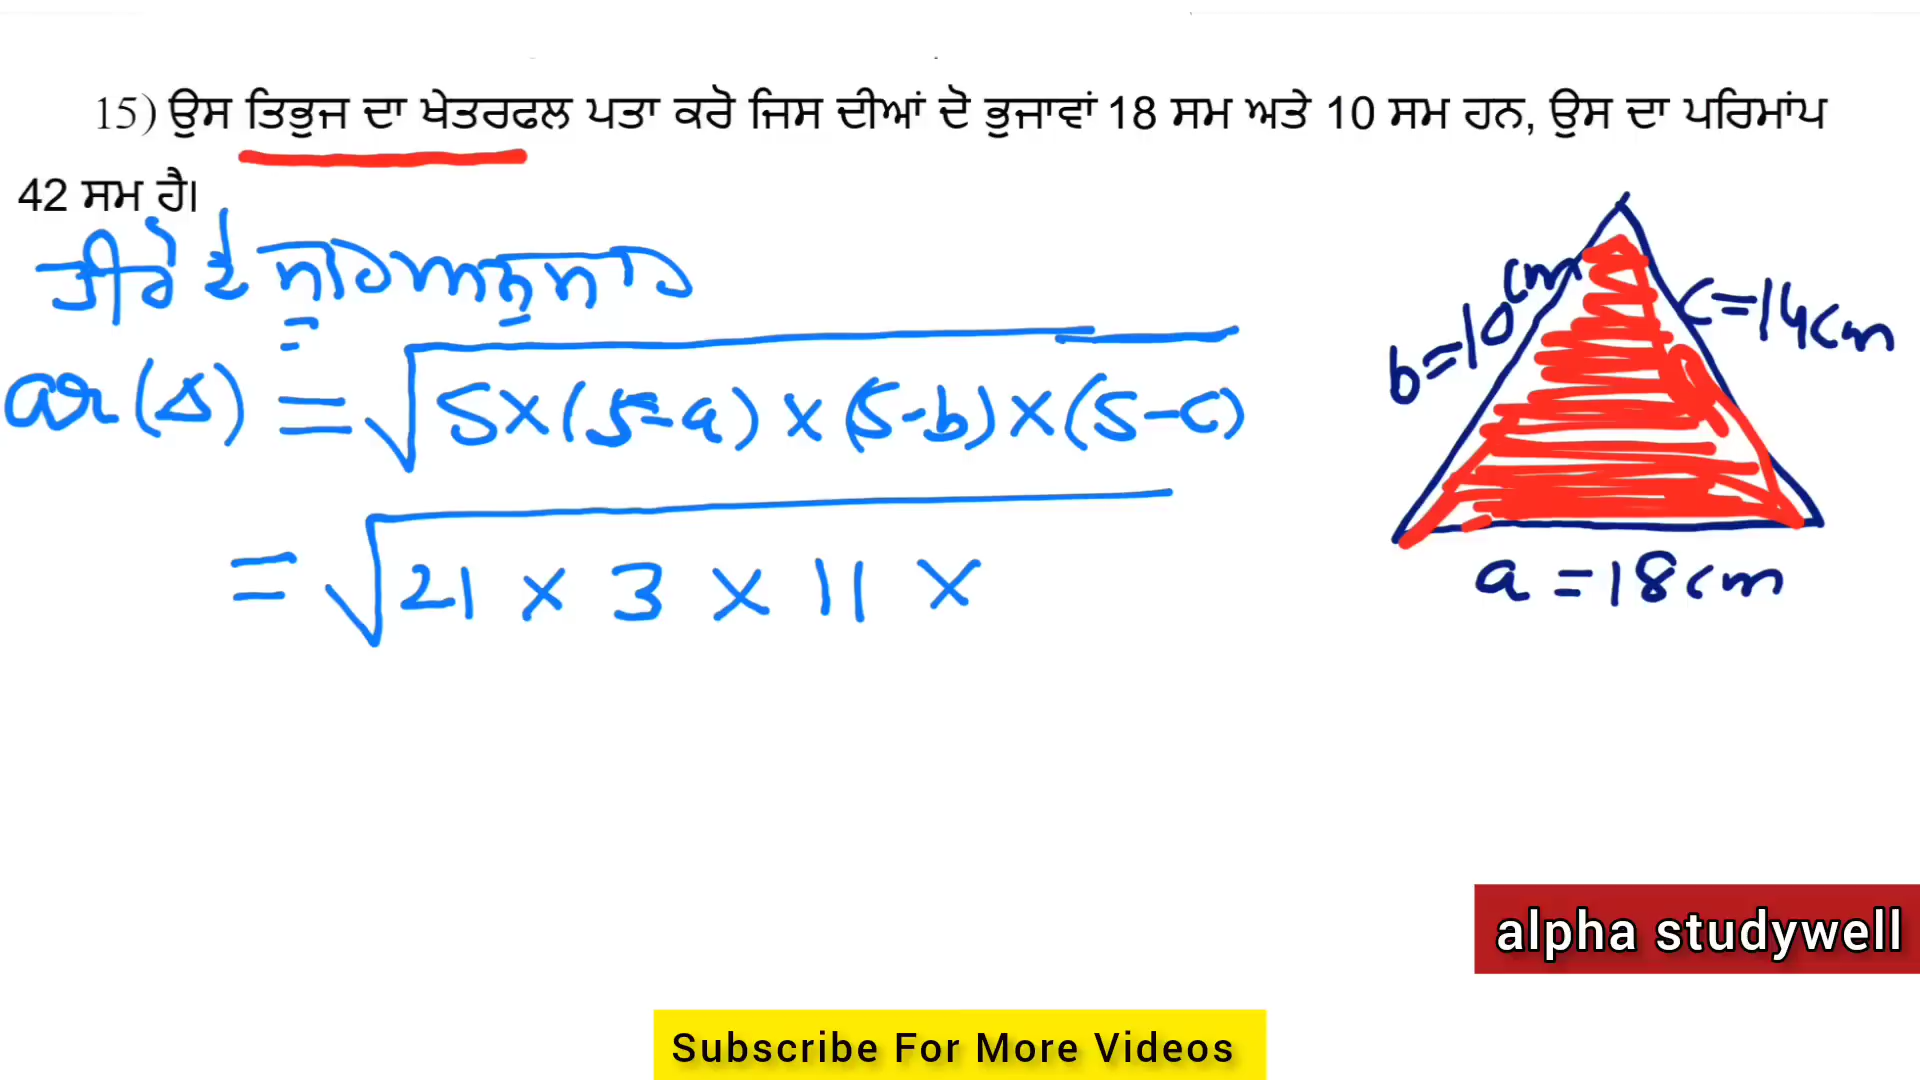 15) ਉਸ ਤਿਭੁਜ ਦਾ ਖੇਤਰਫਲ ਪਤਾ ਕਰੋ ਜਿਸ ਦੀਆਂ ਦੋ ਭੁਜਾਵਾਂ 18 ਸਮ ਅਤੇ 10 ਸਮ ਹਨ, ਉਸ ਦਾ ਪਰਿਮਾਂਪ
42 ਸਮ ਹੈ।
ਹੀਰੋ ਦੇ ਸੂਤਰ ਅਨੁਸਾਰ
ar(Δ) = √S×(S-a)×(S-b)×(S-c)
= √21 × 3 × 11 ×
b=10cm
c=14cm
a=18cm
alpha studywell
Subscribe For More Videos